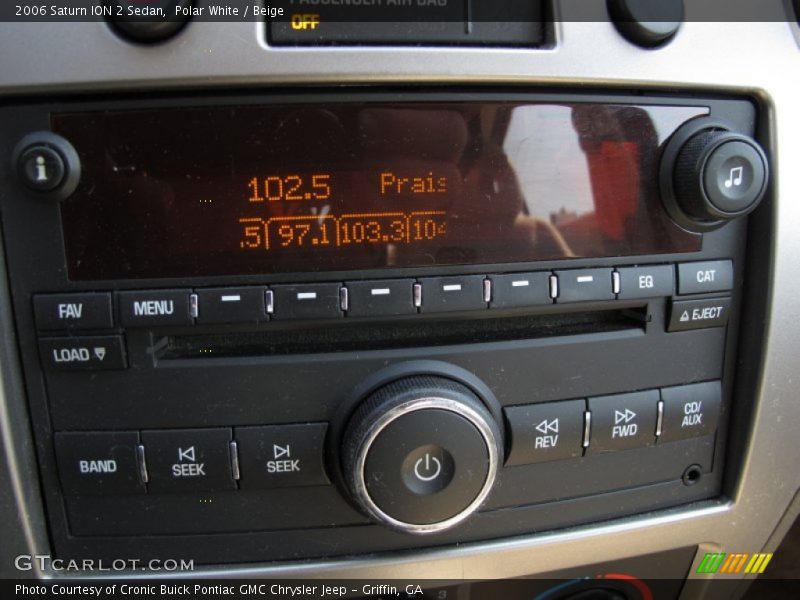 2006 Saturn ION 2 Sedan, Polar White / Beige
OFF
102.5 Prais
.5 97.1 103.3 104
FAV
MENU
EQ
CAT
LOAD
EJECT
BAND
SEEK
SEEK
REV
FWD
CD/
AUX
GTCARLOT.COM
Photo Courtesy of Cronic Buick Pontiac GMC Chrysler Jeep – Griffin, GA